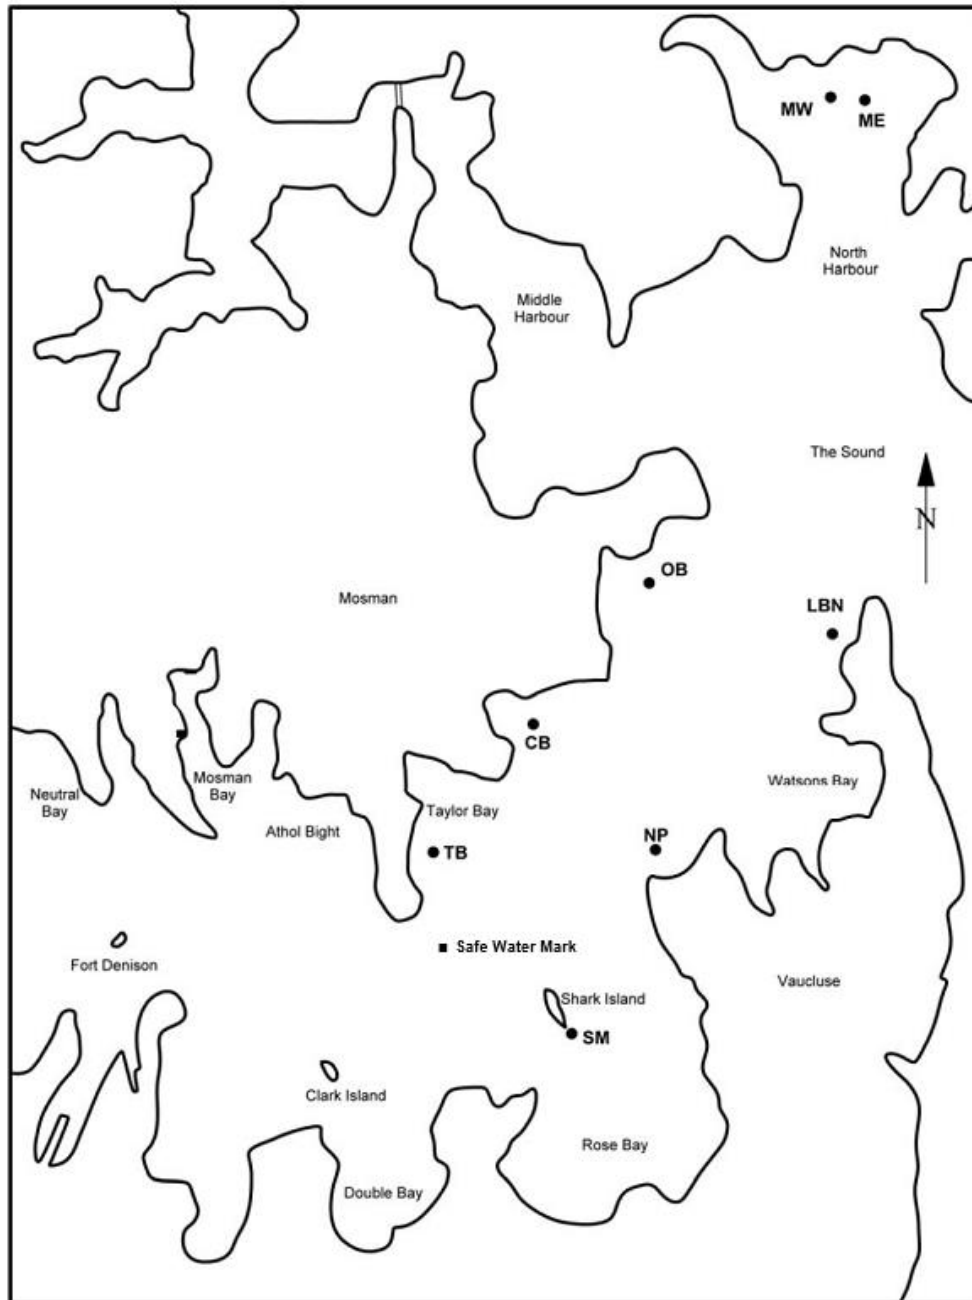 MW
ME
North
Harbour
Middle
Harbour
The Sound
N
OB
Mosman
LBN
CB
Mosman
Bay
Watsons Bay
Neutral
Bay
Taylor Bay
Athol Bight
NP
TB
Safe Water Mark
Fort Denison
Vaucluse
Shark Island
SM
Clark Island
Rose Bay
Double Bay